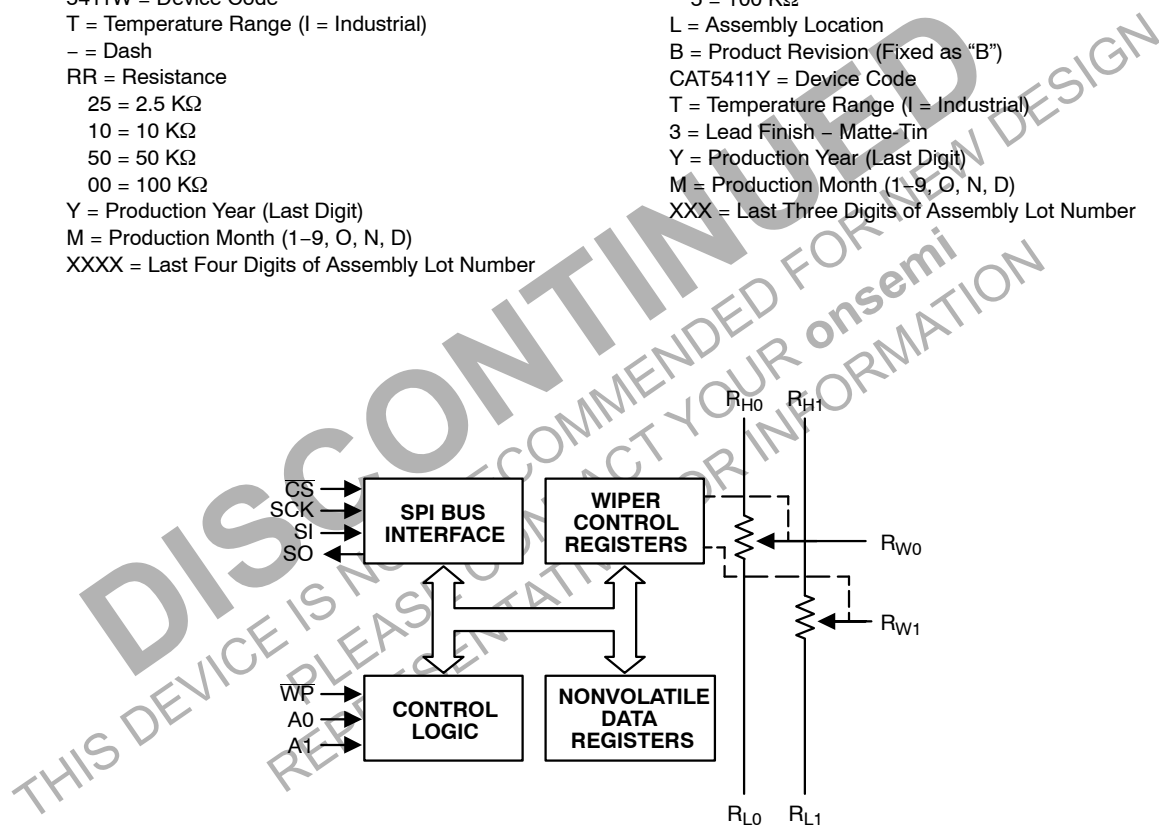 5411W = Device Code
T = Temperature Range (I = Industrial)
− = Dash
RR = Resistance
25 = 2.5 KΩ
10 = 10 KΩ
50 = 50 KΩ
00 = 100 KΩ
Y = Production Year (Last Digit)
M = Production Month (1−9, O, N, D)
XXXX = Last Four Digits of Assembly Lot Number
5 = 100 KΩ
L = Assembly Location
B = Product Revision (Fixed as “B”)
CAT5411Y = Device Code
T = Temperature Range (I = Industrial)
3 = Lead Finish − Matte-Tin
Y = Production Year (Last Digit)
M = Production Month (1−9, O, N, D)
XXX = Last Three Digits of Assembly Lot Number
DISCONTINUED
THIS DEVICE IS NOT RECOMMENDED FOR NEW DESIGN
PLEASE CONTACT YOUR onsemi
REPRESENTATIVE FOR INFORMATION
RH0 RH1
CS
SCK
SI
SO
SPI BUS
INTERFACE
WIPER
CONTROL
REGISTERS
RW0
RW1
WP
A0
A1
CONTROL
LOGIC
NONVOLATILE
DATA
REGISTERS
RL0 RL1